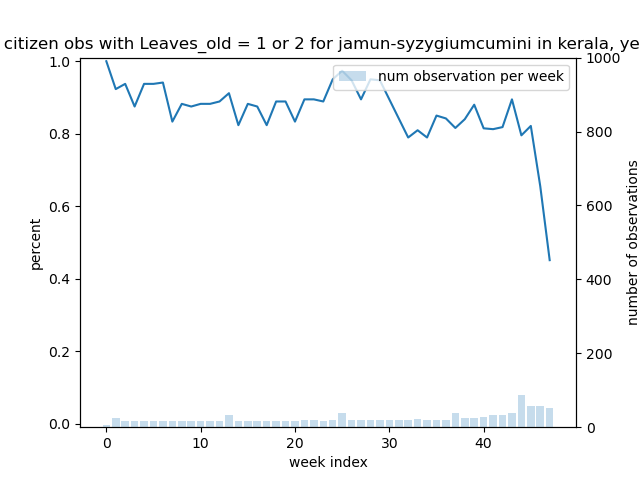 citizen obs with Leaves_old = 1 or 2 for jamun-syzygiumcumini in kerala, ye
num observation per week
percent
1.0
0.8
0.6
0.4
0.2
0.0
1000
800
600
400
200
0
number of observations
0 10 20 30 40
week index